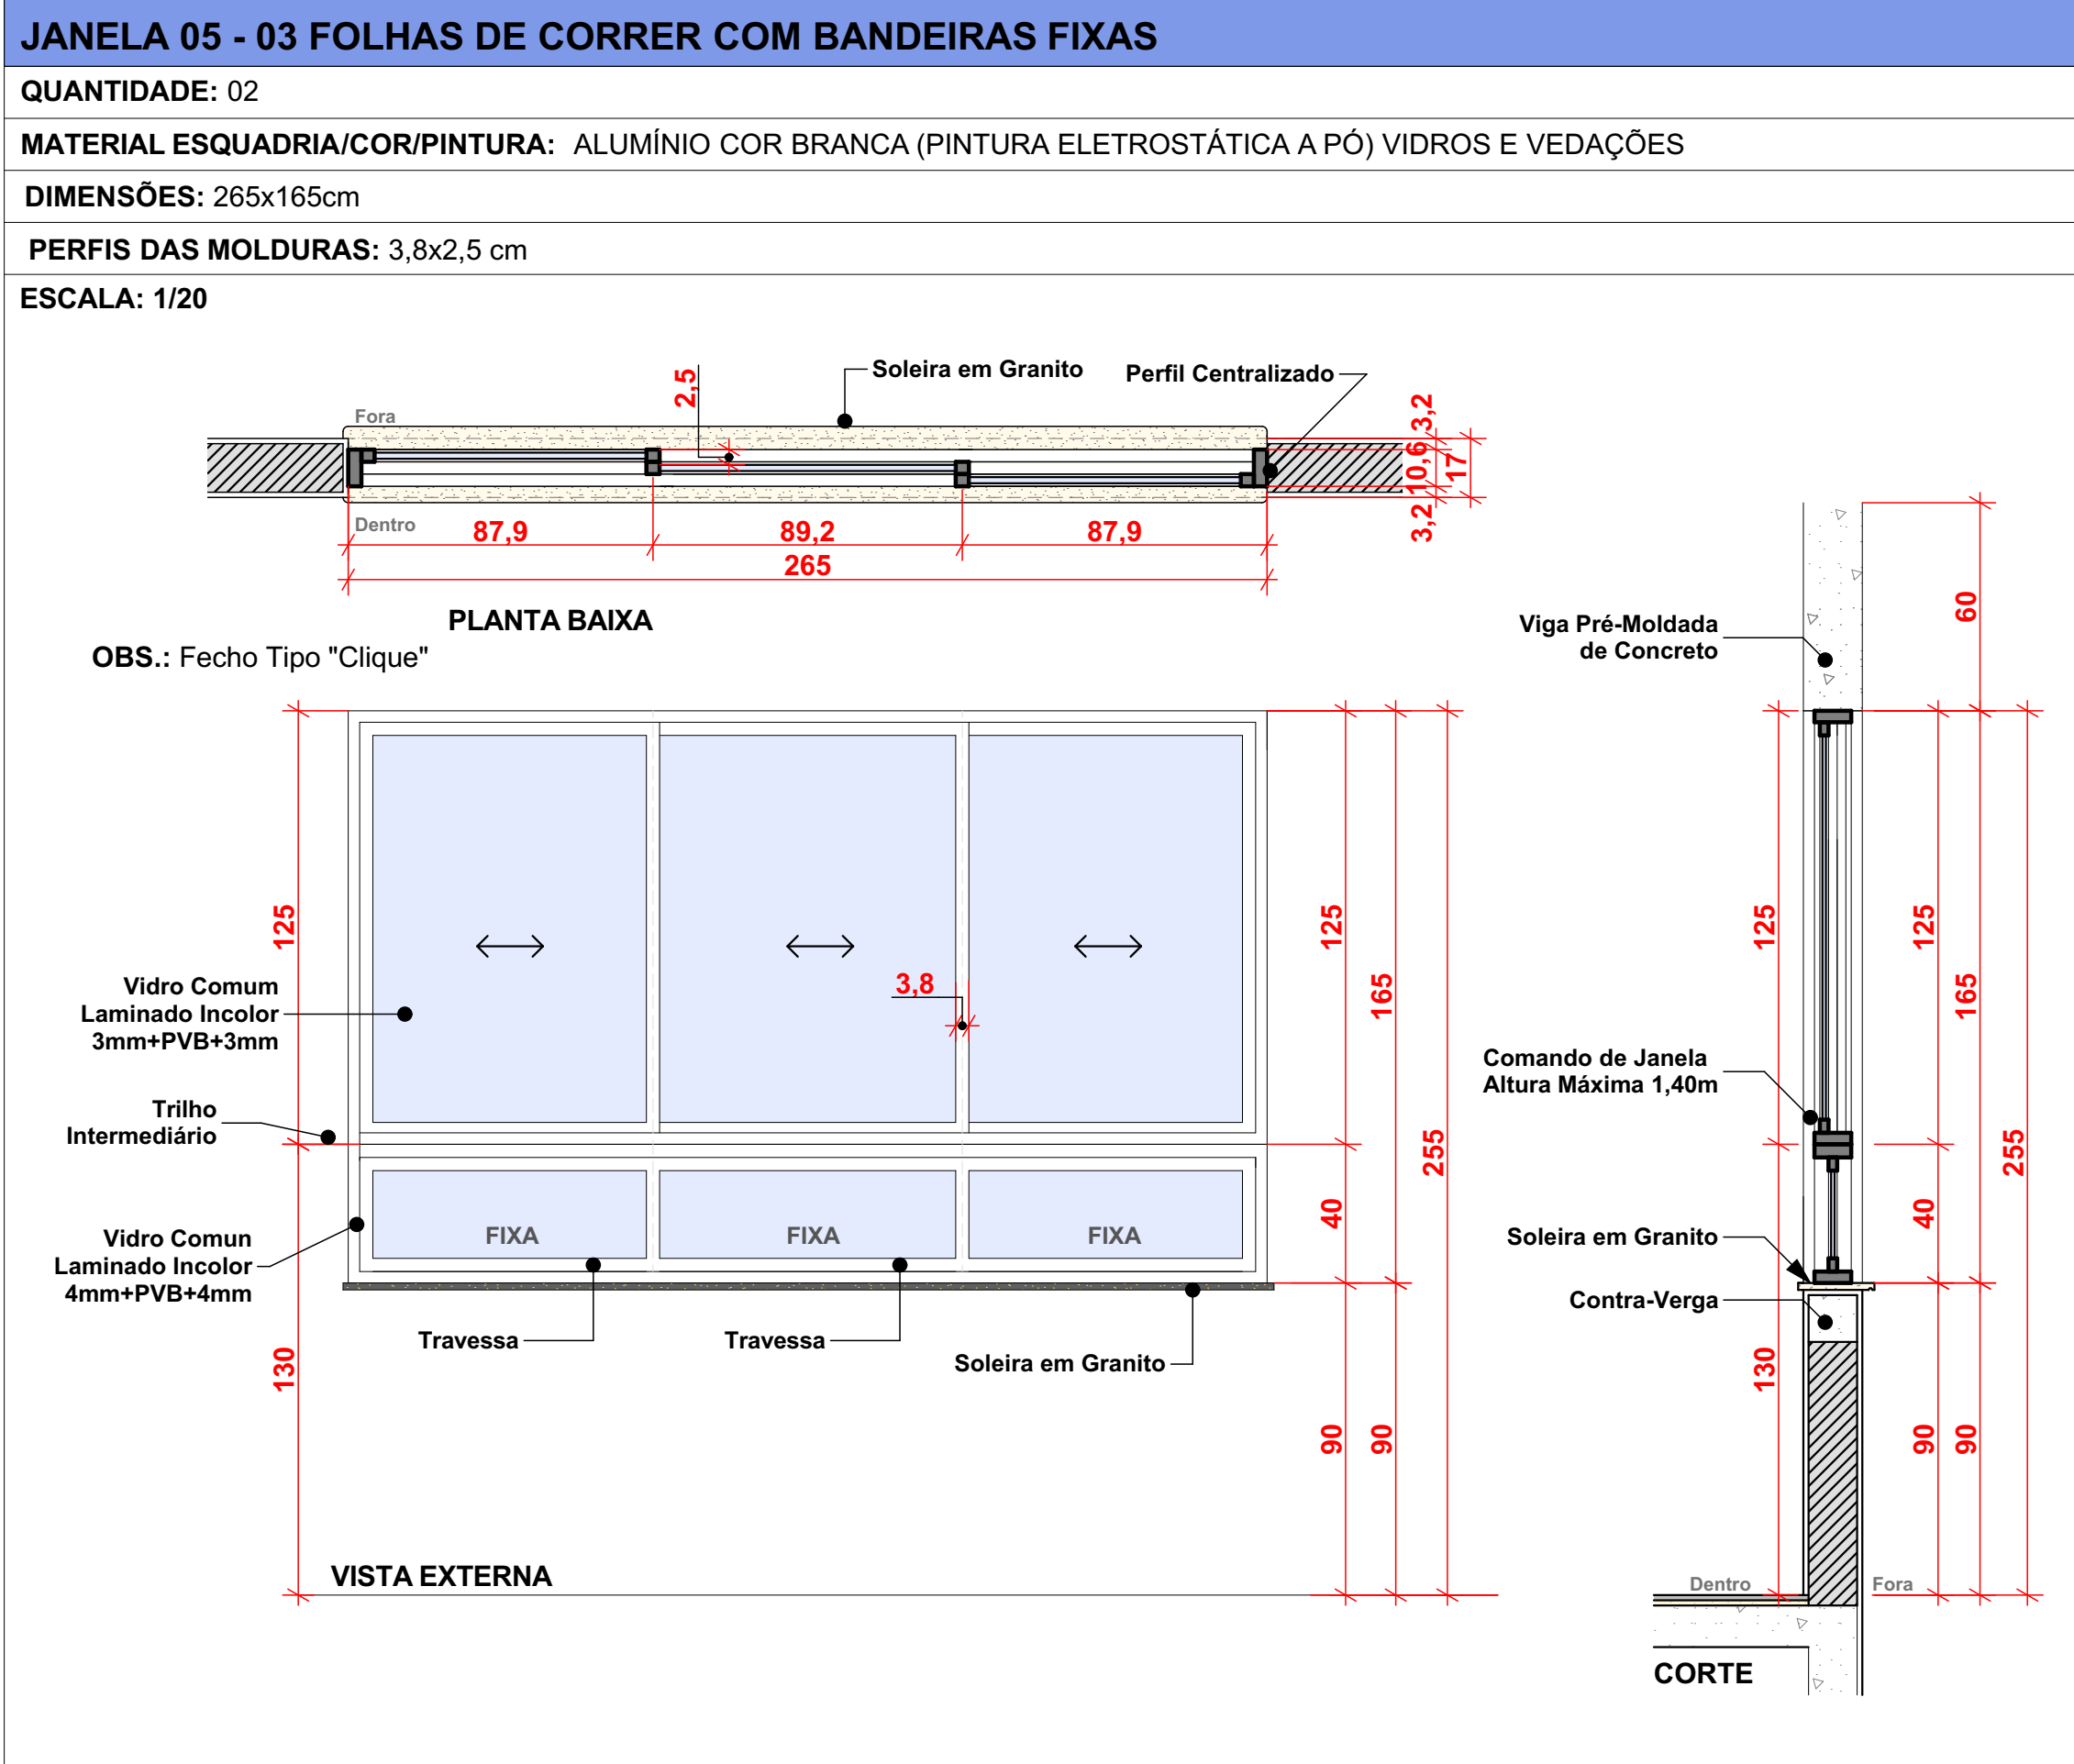 JANELA 05 - 03 FOLHAS DE CORRER COM BANDEIRAS FIXAS
QUANTIDADE: 02
MATERIAL ESQUADRIA/COR/PINTURA: ALUMÍNIO COR BRANCA (PINTURA ELETROSTÁTICA A PÓ) VIDROS E VEDAÇÕES
DIMENSÕES: 265x165cm
PERFIS DAS MOLDURAS: 3,8x2,5 cm
ESCALA: 1/20
Soleira em Granito
Perfil Centralizado
2,5
Fora
3,2
10,6
17
3,2
Dentro
87,9
89,2
87,9
265
PLANTA BAIXA
OBS.: Fecho Tipo "Clique"
125
130
Vidro Comum
Laminado Incolor
3mm+PVB+3mm
Trilho
Intermediário
Vidro Comun
Laminado Incolor
4mm+PVB+4mm
3,8
FIXA
FIXA
FIXA
Travessa
Travessa
Soleira em Granito
125
40
90
165
90
255
VISTA EXTERNA
Viga Pré-Moldada
de Concreto
60
125
130
Comando de Janela
Altura Máxima 1,40m
Soleira em Granito
Contra-Verga
125
40
90
165
90
255
Dentro
Fora
CORTE